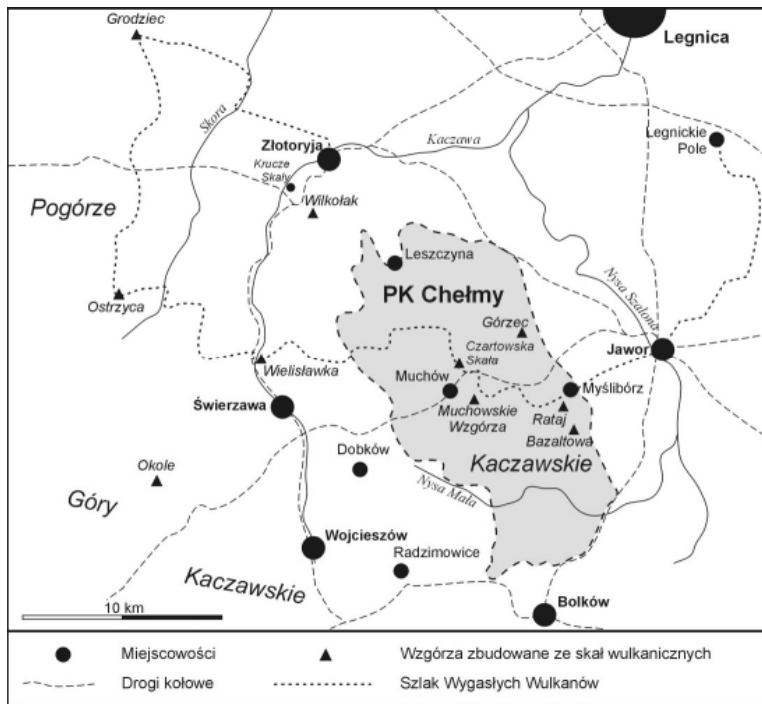 Grodziec
Legnica
Skora
Złotoryja
Kaczawa
Legnickie
Pole
Krucze
Skały
Wilkołak
Pogórze
Leszczyna
Nysa Szalona
PK Chełmy
Ostrzyca
Górzec
Czartowska
Skała
Jawor
Wielisławka
Muchów
Myślibórz
Świerzawa
Muchowskie
Wzgórza
Rataj
Bazaltowa
Dobków
Kaczawskie
Okole
Nysa Mała
Góry
Wojcieszów
Radzimowice
Kaczawskie
10 km
Bolków
Miejscowości
Wzgórza zbudowane ze skał wulkanicznych
Drogi kołowe
Szlak Wygasłych Wulkanów